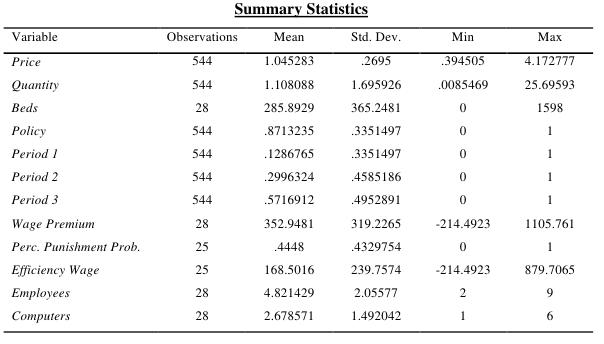 Summary Statistics
Variable Observations Mean Std. Dev. Min Max
Price 544 1.045283 .2695 .394505 4.172777
Quantity 544 1.108088 1.695926 .0085469 25.69593
Beds 28 285.8929 365.2481 0 1598
Policy 544 .8713235 .3351497 0 1
Period 1 544 .1286765 .3351497 0 1
Period 2 544 .2996324 .4585186 0 1
Period 3 544 .5716912 .4952891 0 1
Wage Premium 28 352.9481 319.2265 -214.4923 1105.761
Perc. Punishment Prob. 25 .4448 .4329754 0 1
Efficiency Wage 25 168.5016 239.7574 -214.4923 879.7065
Employees 28 4.821429 2.05577 2 9
Computers 28 2.678571 1.492042 1 6